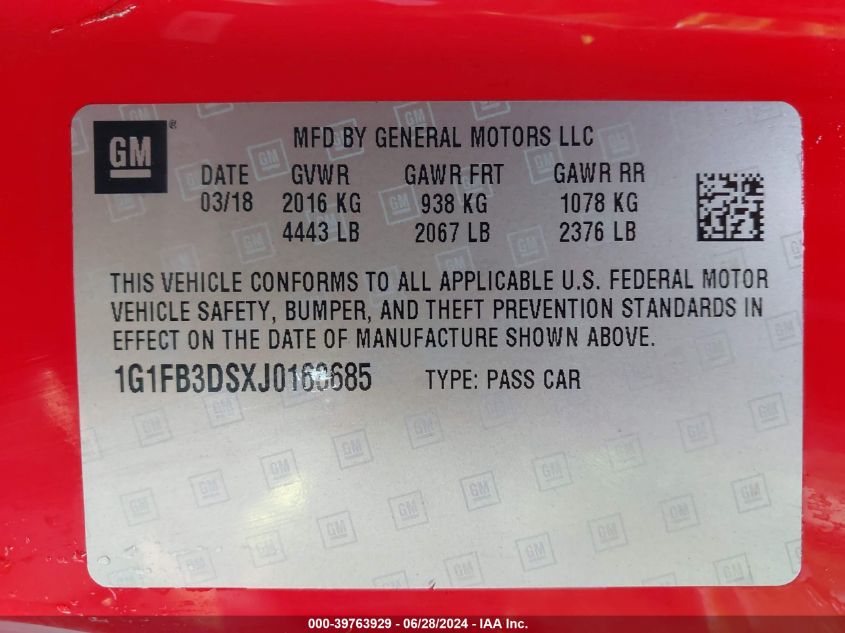 GM ®
MFD BY GENERAL MOTORS LLC
DATE GVWR GAWR FRT GAWR RR
03/18 2016 KG 938 KG 1078 KG
4443 LB 2067 LB 2376 LB
THIS VEHICLE CONFORMS TO ALL APPLICABLE U.S. FEDERAL MOTOR
VEHICLE SAFETY, BUMPER, AND THEFT PREVENTION STANDARDS IN
EFFECT ON THE DATE OF MANUFACTURE SHOWN ABOVE.
TYPE: PASS CAR
000-39763929 - 06/28/2024 - IAA Inc.